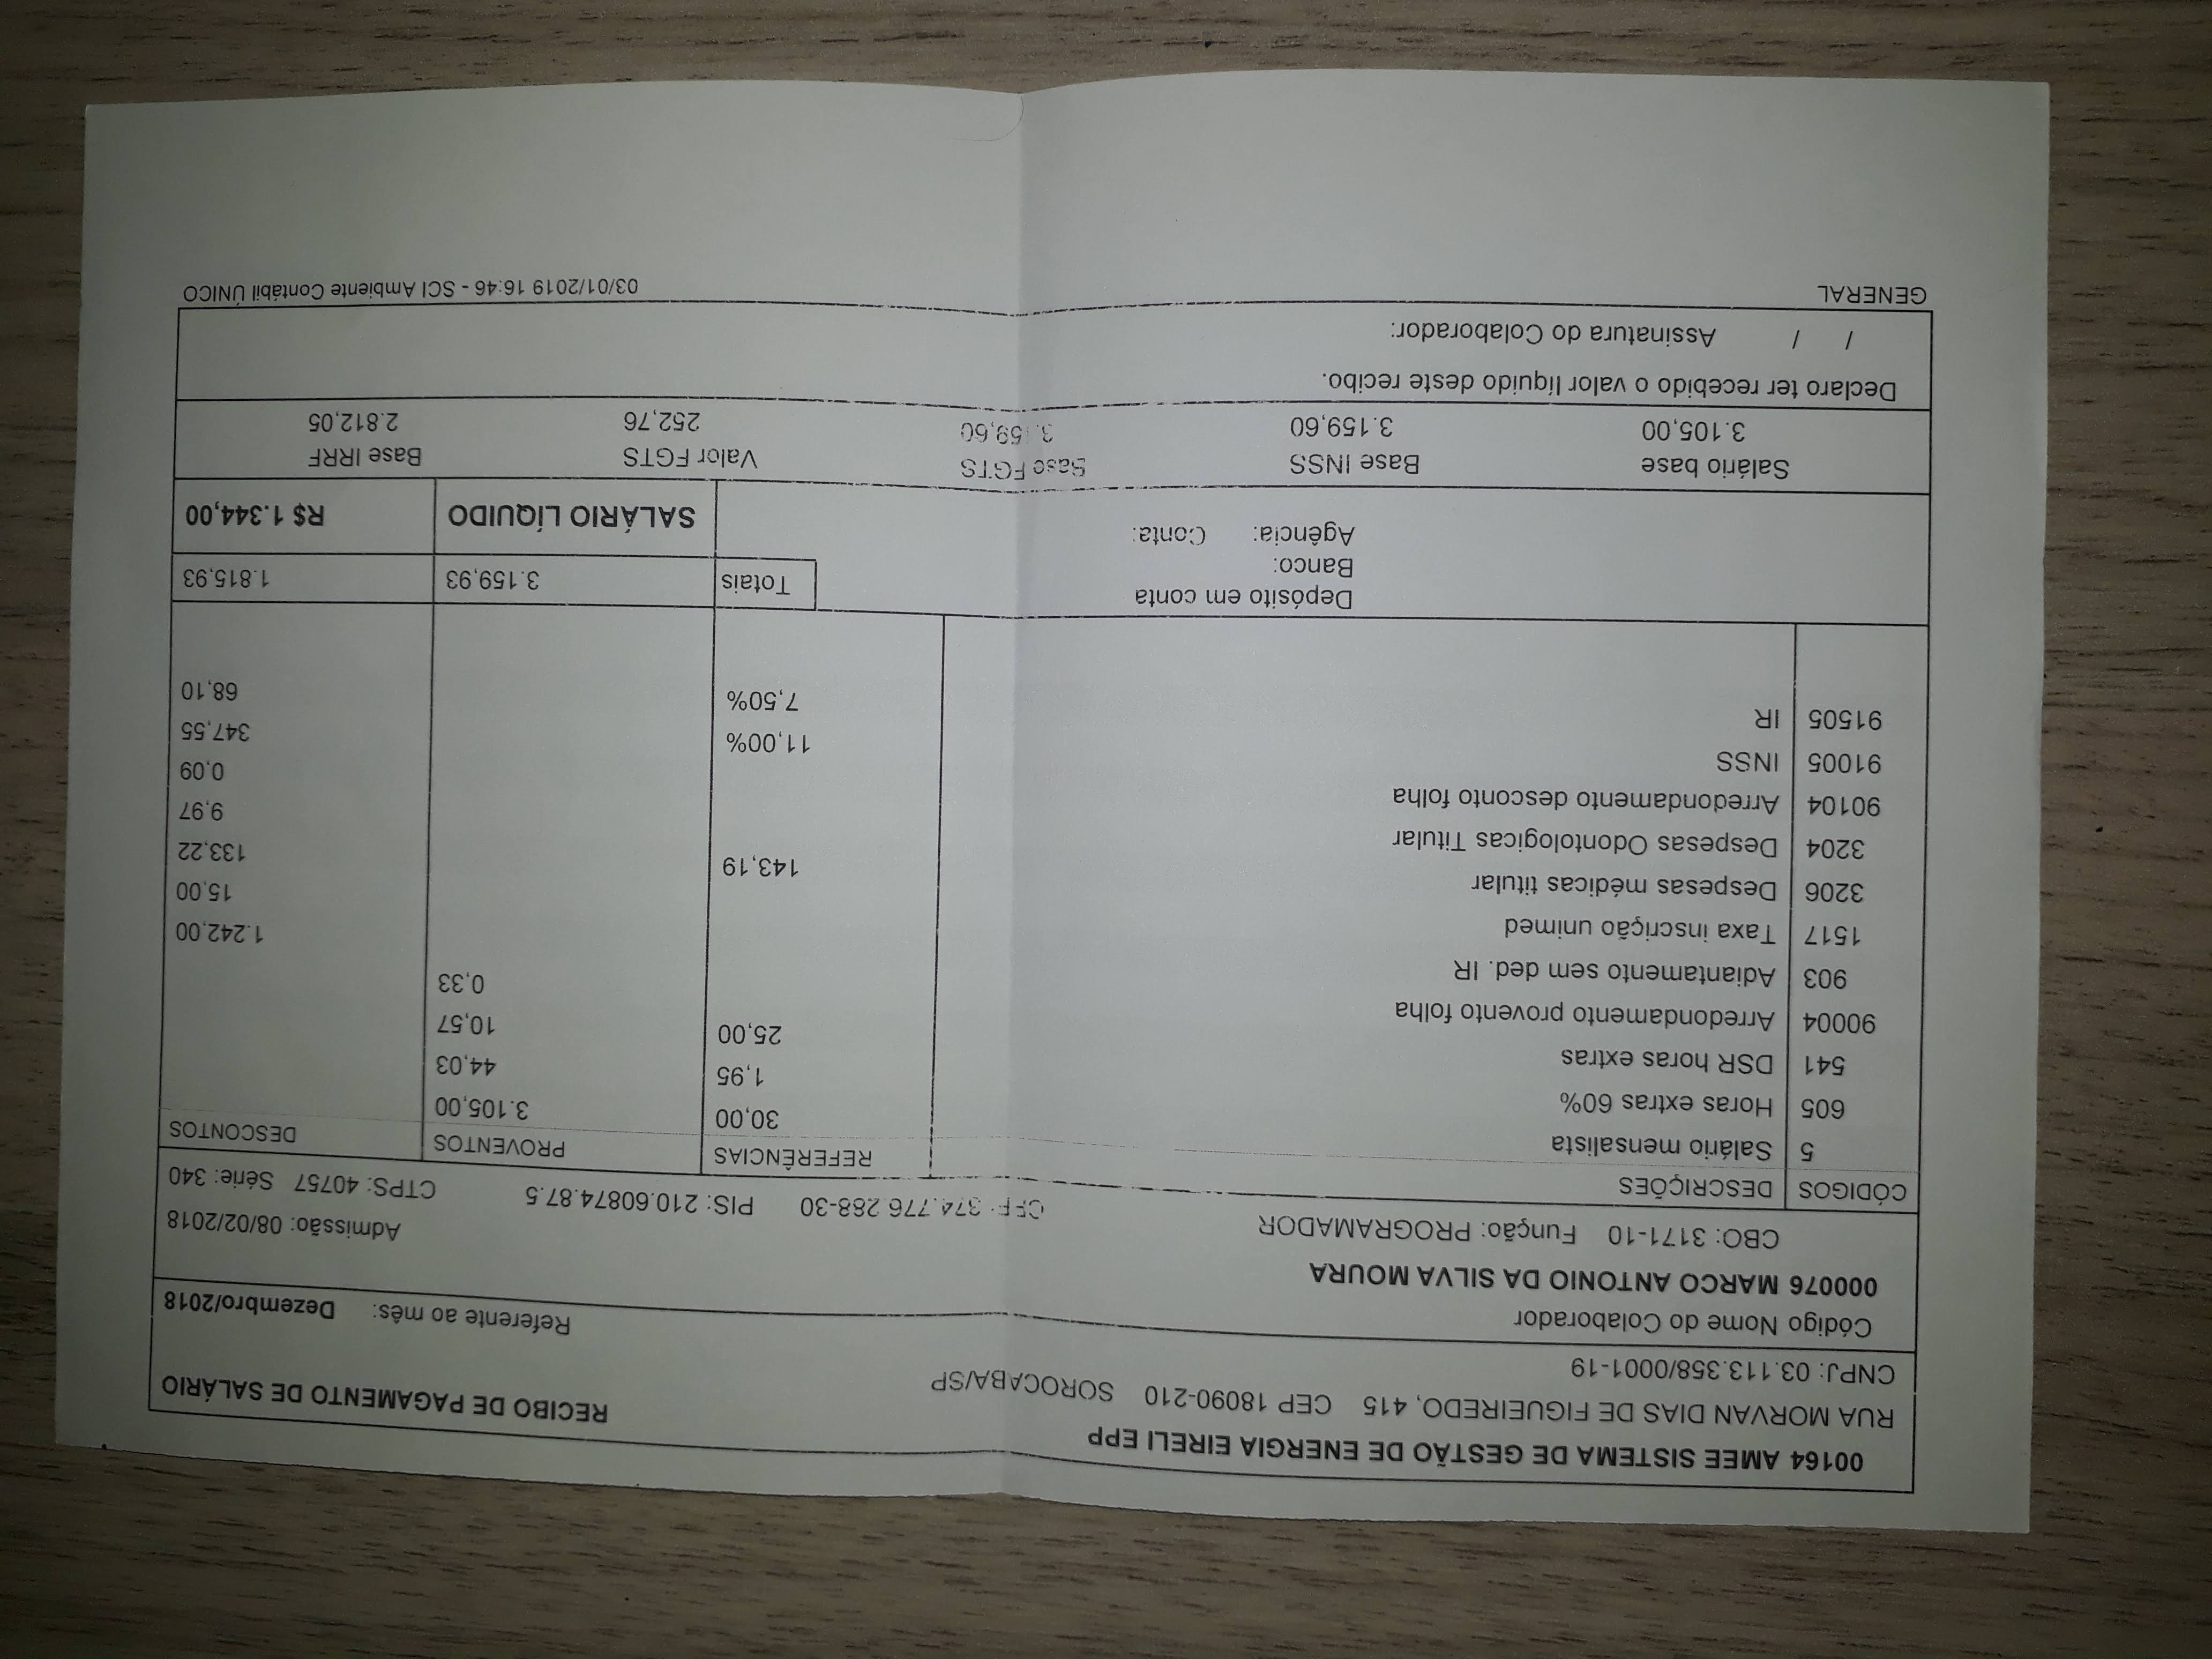 00164 AMEE SISTEMA DE GESTÃO DE ENERGIA EIRELI EPP
RUA MORVAN DIAS DE FIGUEIREDO, 415 CEP 18090-210 SOROCABA/SP
RECIBO DE PAGAMENTO DE SALÁRIO
CNPJ: 03.113.358/0001-19
Código Nome do Colaborador
Referente ao mês: Dezembro/2018
000076 MARCO ANTONIO DA SILVA MOURA
Admissão: 08/02/2018
CBO: 3171-10 Função: PROGRAMADOR CPF: 374.776.288-30 PIS: 210.60874.87.5 CTPS: 40757 Série: 340
CÓDIGOS DESCRIÇÕES REFERÊNCIAS PROVENTOS DESCONTOS
5 Salário mensalista 30,00 3.105,00
605 Horas extras 60% 1,95 44,03
541 DSR horas extras 25,00 10,57
90004 Arredondamento provento folha 0,33
903 Adiantamento sem ded. IR 1.242,00
1517 Taxa inscrição unimed 15,00
3206 Despesas médicas titular 143,19 133,22
3204 Despesas Odontologicas Titular 9,97
90104 Arredondamento desconto folha 0,09
91005 INSS 11,00% 347,55
91505 IR 7,50% 68,10
Depósito em conta
Totais 3.159,93 1.815,93
Banco:
Agência: Conta:
SALÁRIO LÍQUIDO R$ 1.344,00
Salário base Base INSS Base FGTS Valor FGTS Base IRRF
3.105,00 3.159,60 3.159,60 252,76 2.812,05
Declaro ter recebido o valor líquido deste recibo.
/ / Assinatura do Colaborador:
GENERAL 03/01/2019 16:46 - SCI Ambiente Contábil ÚNICO